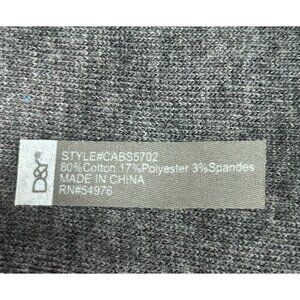 D&Y
STYLE#CABS5702
80%Cotton 17%Polyester 3%Spandes
MADE IN CHINA
RN#54976